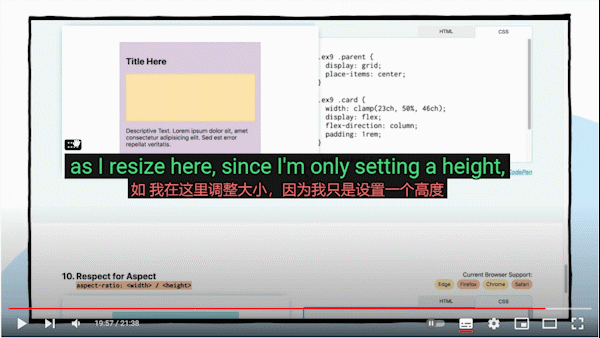 HTML
CSS
Title Here
Descriptive Text. Lorem ipsum dolor sit, amet
consectetur adipisicing elit. Sed est error
repellat veritatis.
.ex9 .parent {
display: grid;
place-items: center;
}
.ex9 .card {
width: clamp(23ch, 50%, 46ch);
display: flex;
flex-direction: column;
padding: 1rem;
}
as I resize here, since I'm only setting a height,
如 我在这里调整大小，因为我只是设置一个高度
CodePen
10. Respect for Aspect
aspect-ratio: <width> / <height>
Current Browser Support:
Edge
Firefox
Chrome
Safari
HTML
CSS
19:57 / 21:38